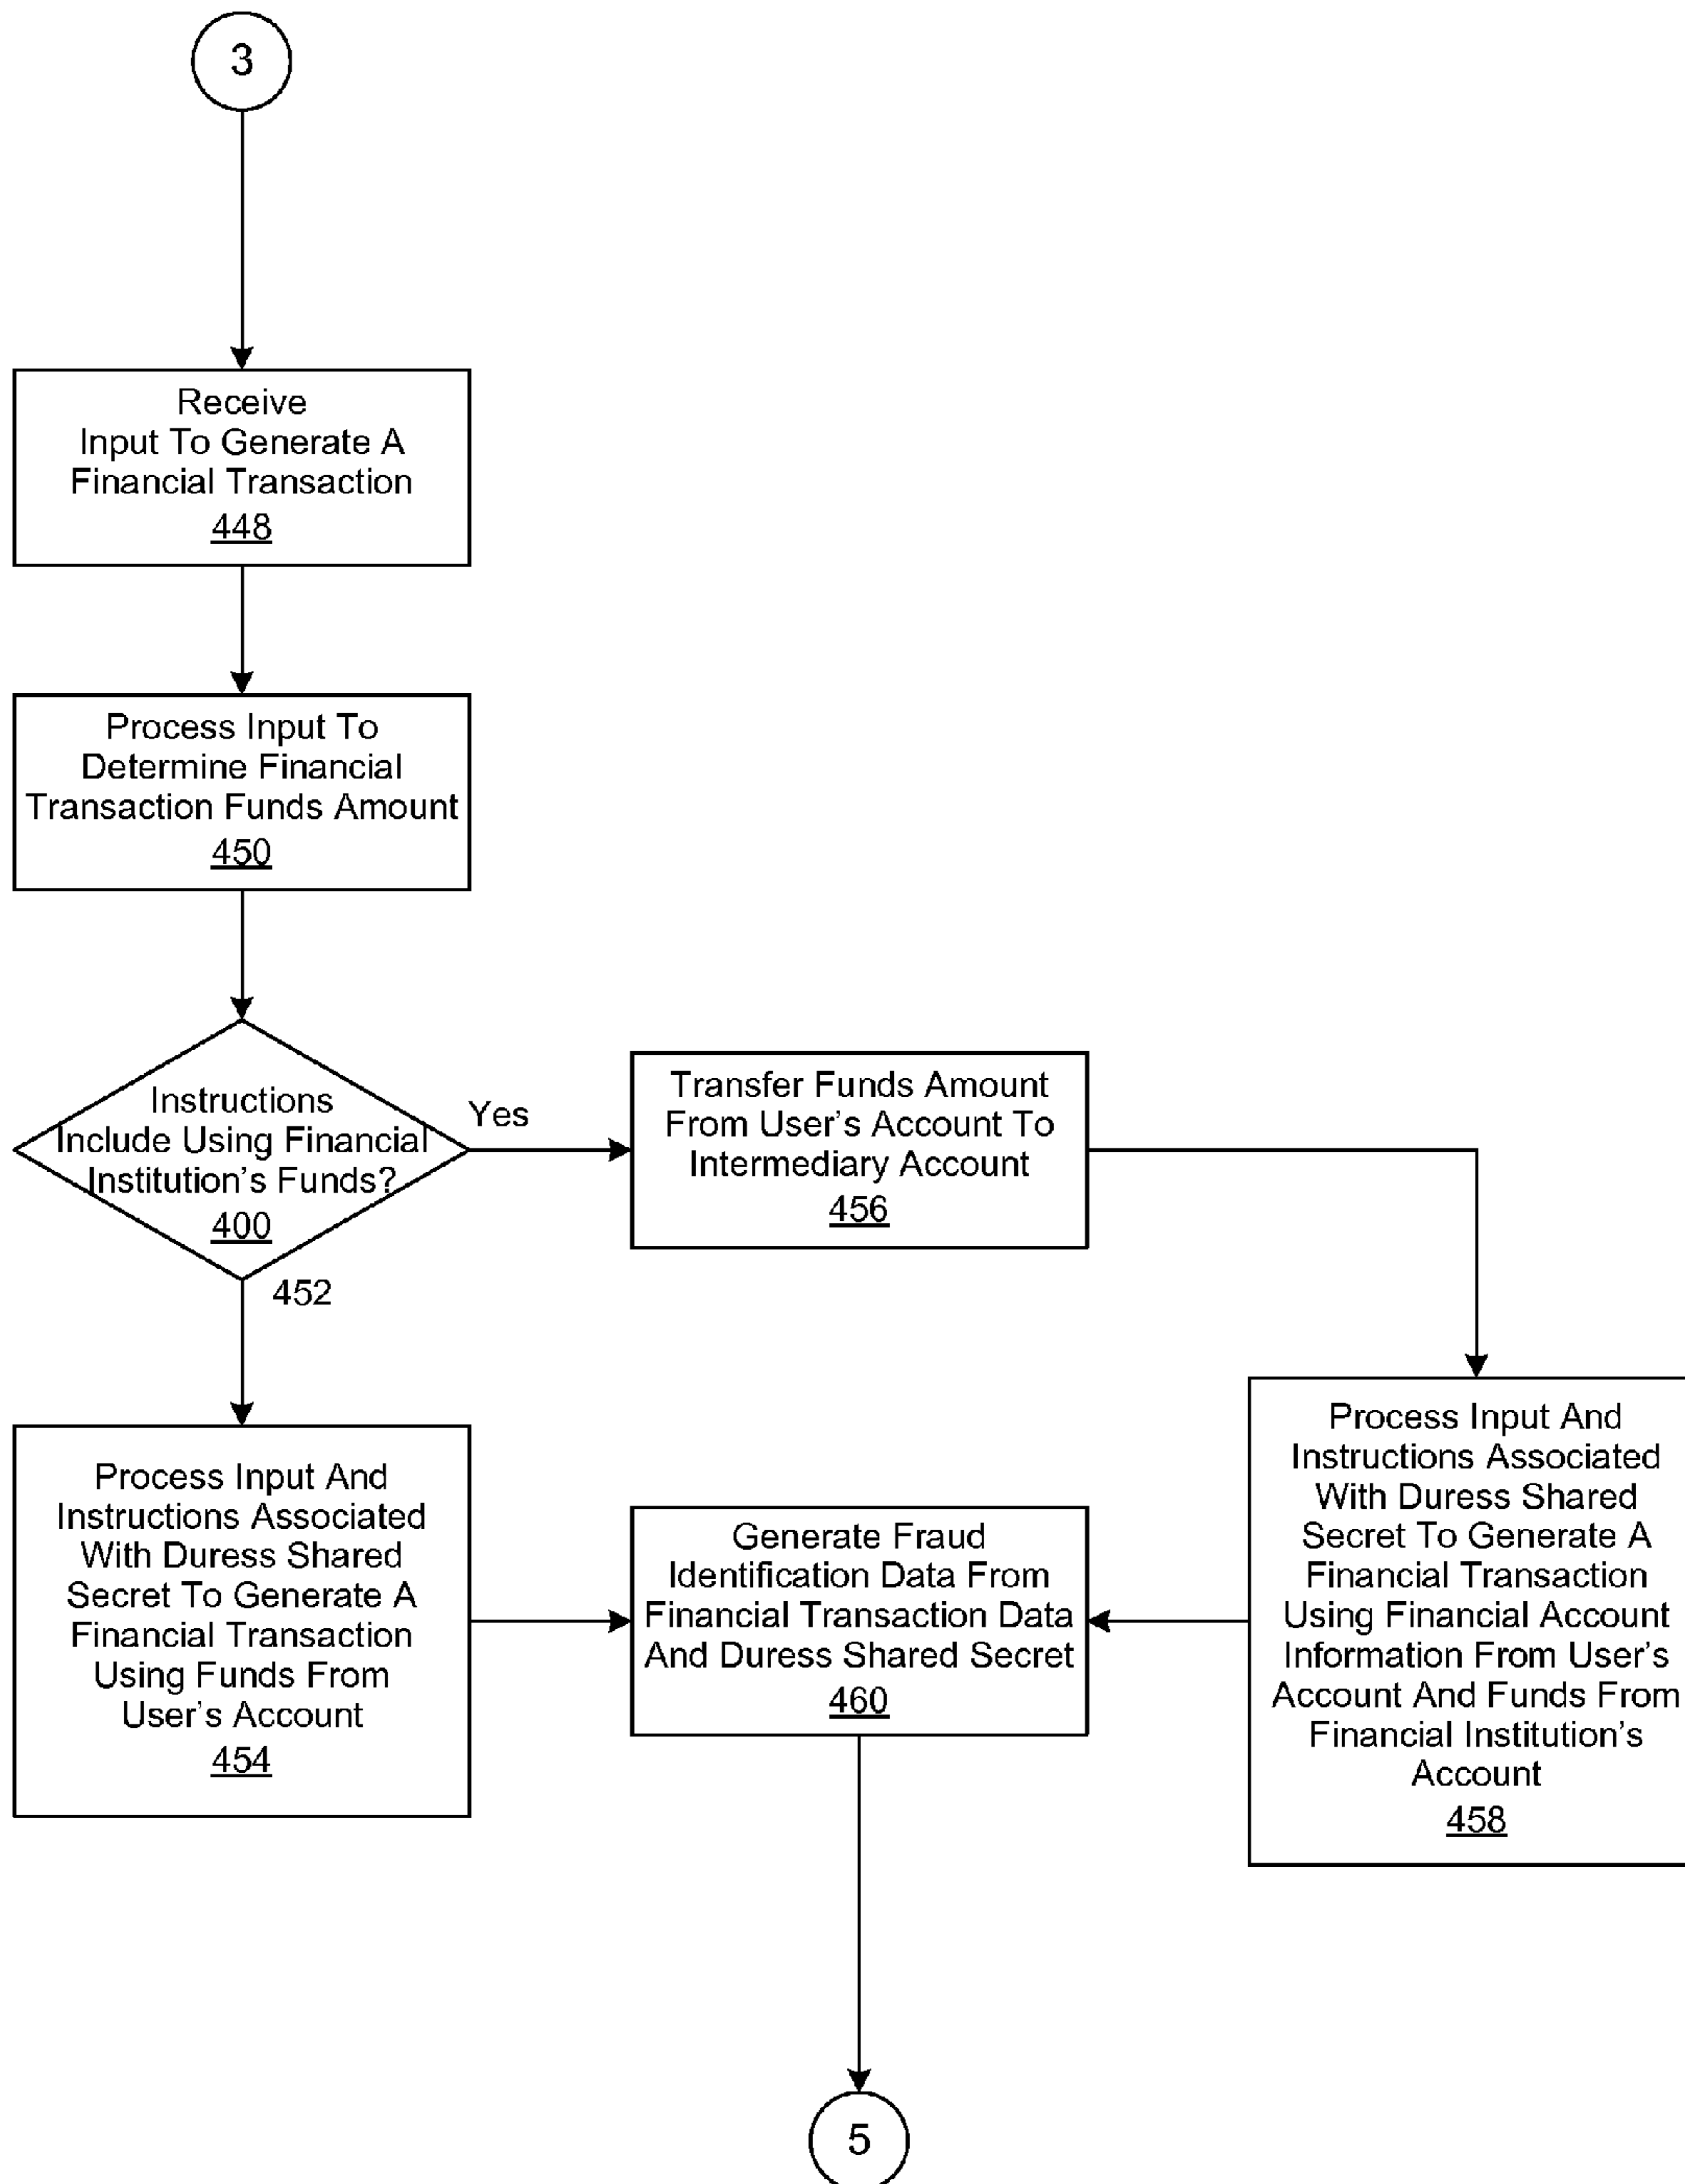 3
Receive
Input To Generate A
Financial Transaction
448
Process Input To
Determine Financial
Transaction Funds Amount
450
Instructions
Include Using Financial
Institution's Funds?
400
Yes
452
Transfer Funds Amount
From User's Account To
Intermediary Account
456
Process Input And
Instructions Associated
With Duress Shared
Secret To Generate A
Financial Transaction
Using Funds From
User's Account
454
Generate Fraud
Identification Data From
Financial Transaction Data
And Duress Shared Secret
460
Process Input And
Instructions Associated
With Duress Shared
Secret To Generate A
Financial Transaction
Using Financial Account
Information From User's
Account And Funds From
Financial Institution's
Account
458
5